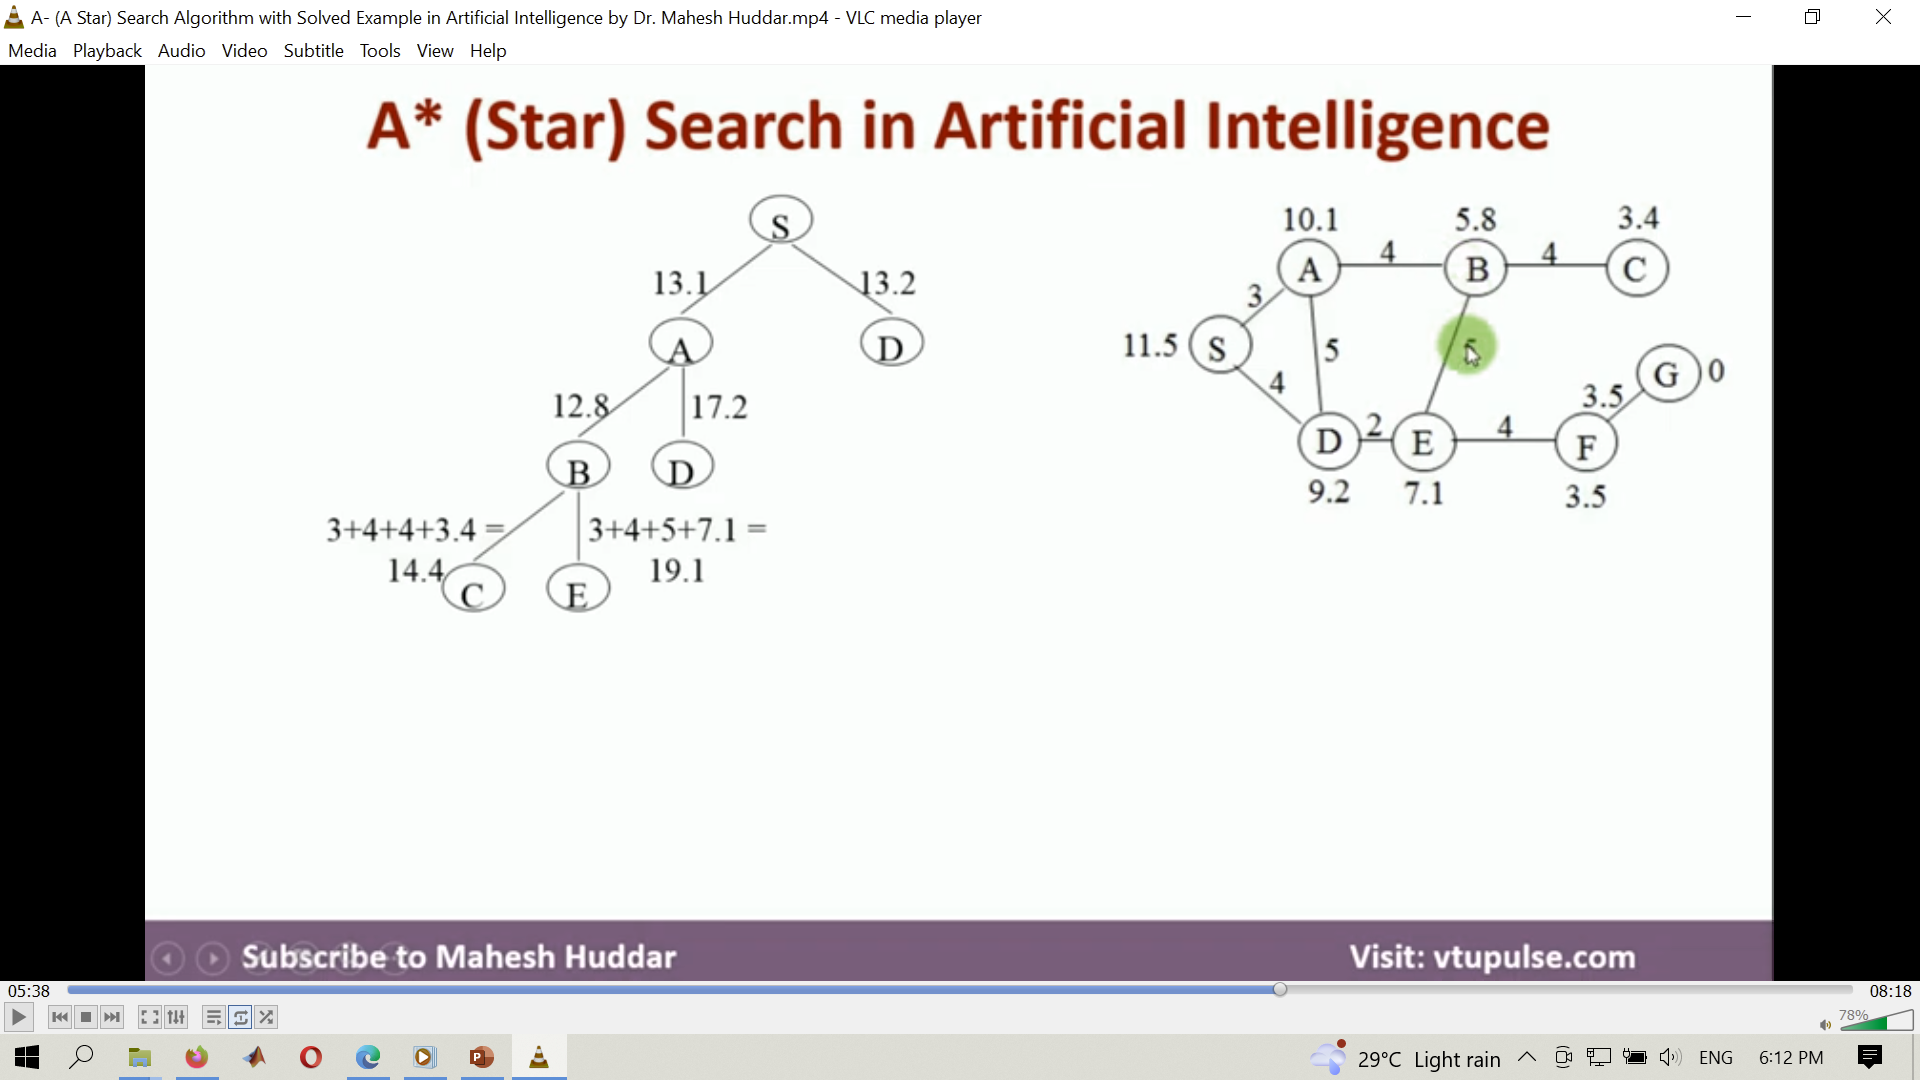 A- (A Star) Search Algorithm with Solved Example in Artificial Intelligence by Dr. Mahesh Huddar.mp4 - VLC media player
Media Playback Audio Video Subtitle Tools View Help
A* (Star) Search in Artificial Intelligence
S
13.1 13.2
A D
12.8 17.2
B D
3+4+4+3.4 = 3+4+5+7.1 =
14.4 19.1
C E
10.1 5.8 3.4
A 4 B 4 C
3
11.5 S 5 5
G 0
4 3.5
D 2 E 4 F
9.2 7.1 3.5
Subscribe to Mahesh Huddar Visit: vtupulse.com
05:38 08:18
78%
29°C Light rain ENG 6:12 PM